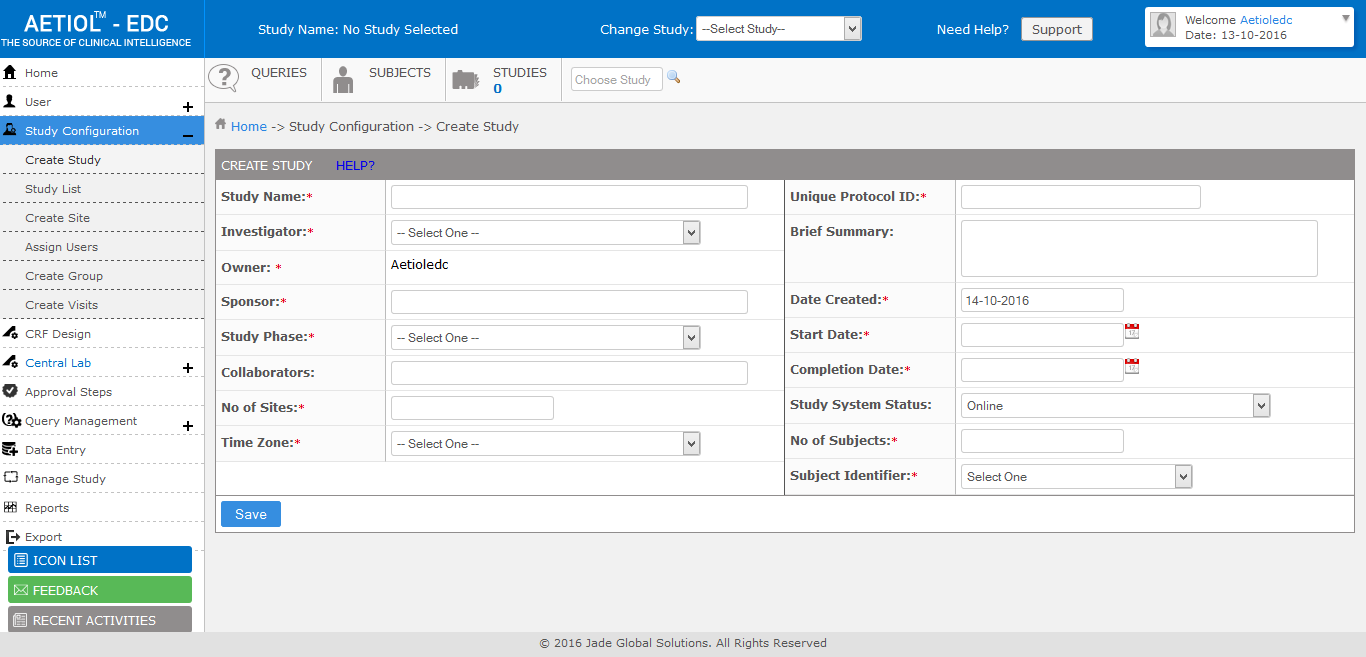 AETIOL™ - EDC
THE SOURCE OF CLINICAL INTELLIGENCE
Study Name: No Study Selected
Change Study: --Select Study--
Need Help? Support
Welcome Aetioledc
Date: 13-10-2016
Home
User
Study Configuration
Create Study
Study List
Create Site
Assign Users
Create Group
Create Visits
CRF Design
Central Lab
Approval Steps
Query Management
Data Entry
Manage Study
Reports
Export
ICON LIST
FEEDBACK
RECENT ACTIVITIES
QUERIES
SUBJECTS
STUDIES
0
Choose Study
Home -> Study Configuration -> Create Study
CREATE STUDY HELP?
Study Name:*
Investigator:* -- Select One --
Owner: * Aetioledc
Sponsor:*
Study Phase:* -- Select One --
Collaborators:
No of Sites:*
Time Zone:* -- Select One --
Unique Protocol ID:*
Brief Summary:
Date Created:* 14-10-2016
Start Date:*
Completion Date:*
Study System Status: Online
No of Subjects:*
Subject Identifier:* Select One
Save
© 2016 Jade Global Solutions. All Rights Reserved